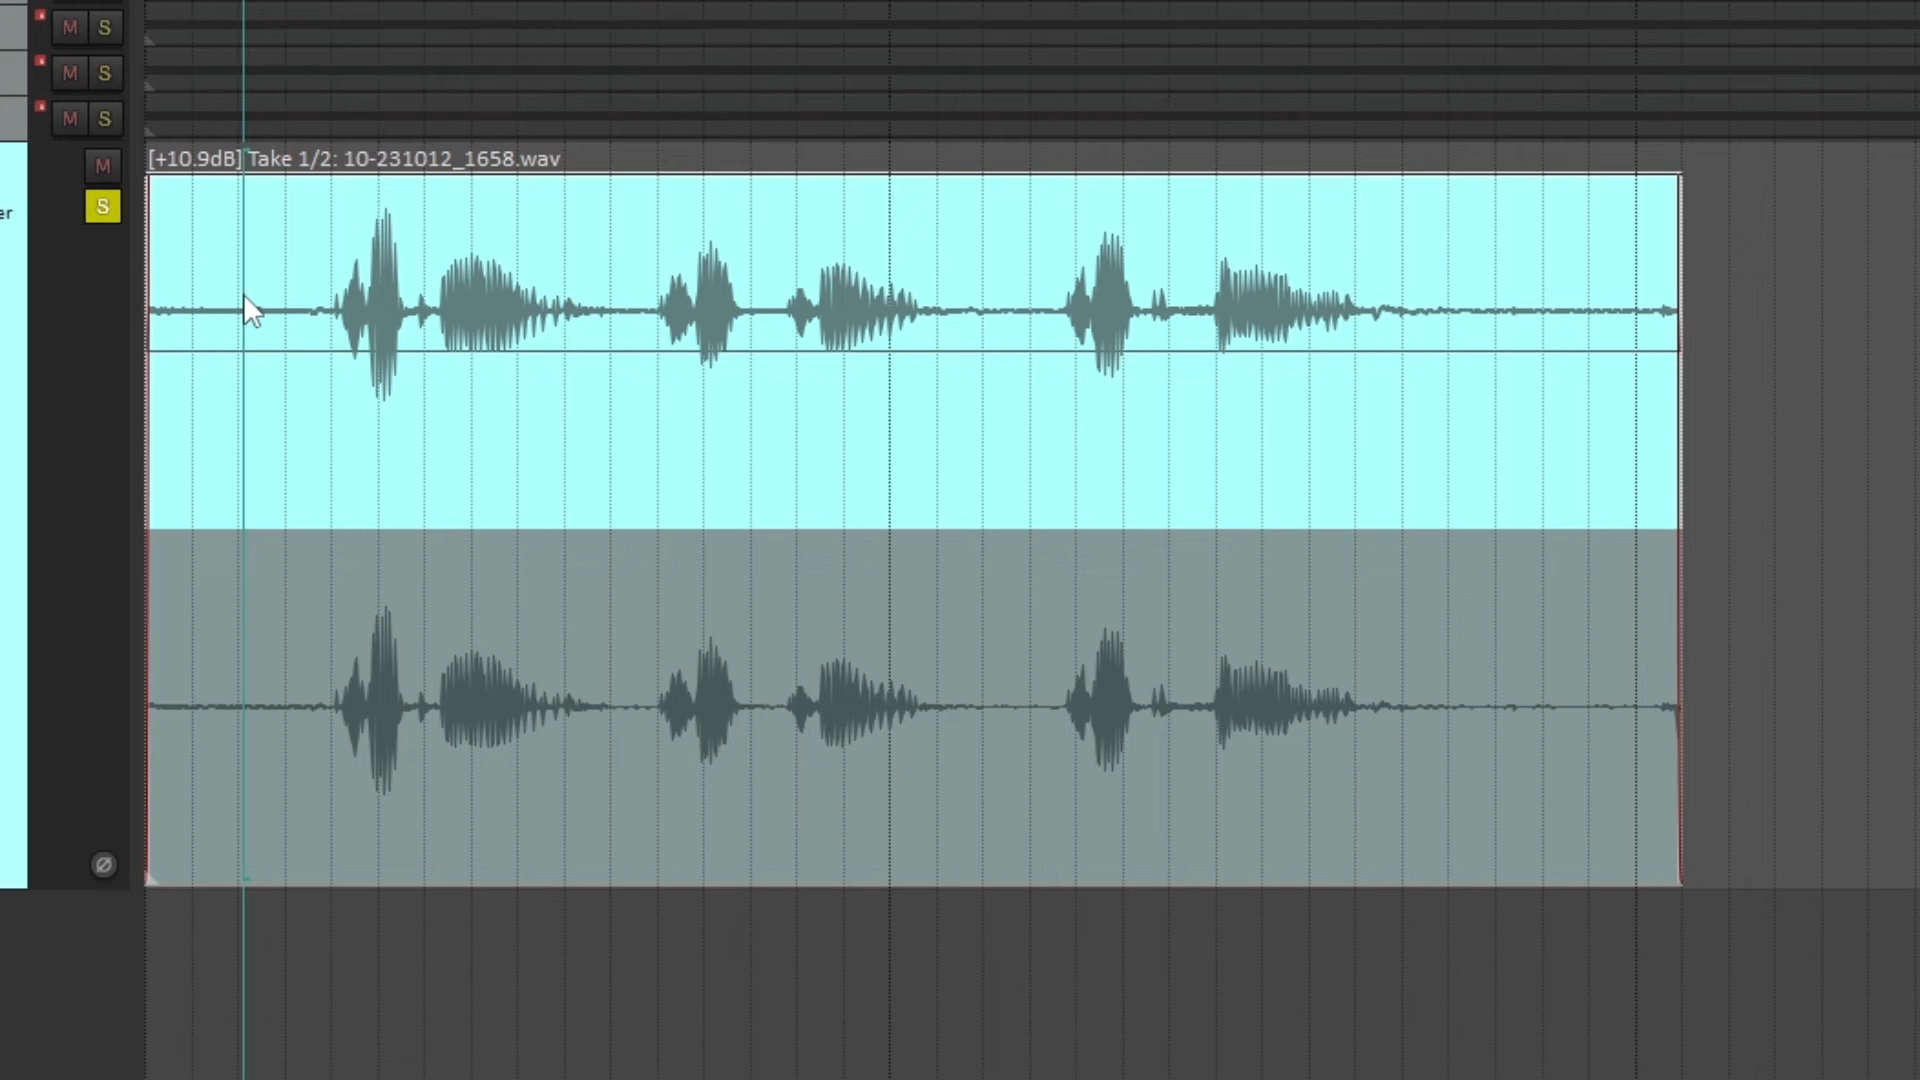 M S
M S
M S
[+10.9dB] Take 1/2: 10-231012_1658.wav
M
S
er